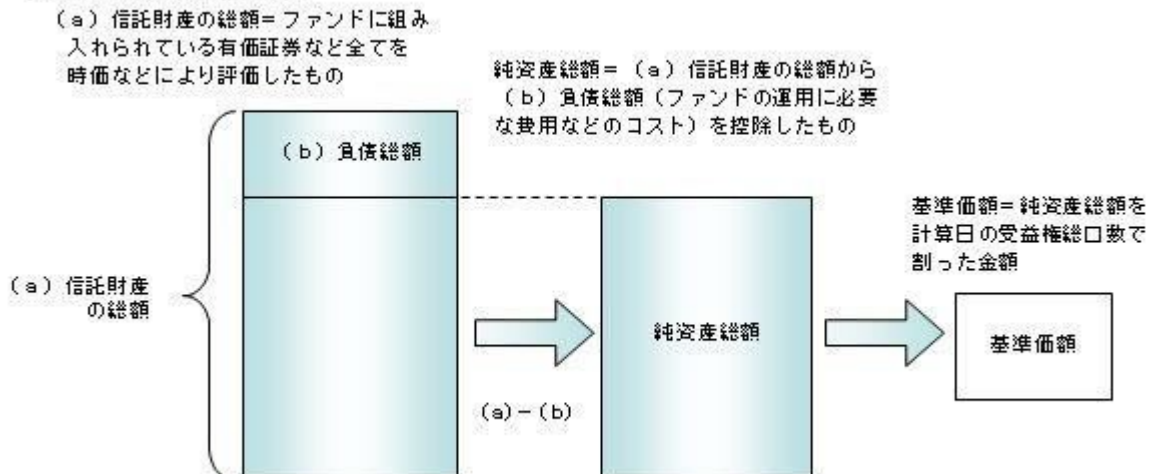 (a)信託財産の総額=ファンドに組み
入れられている有価証券など全てを
時価などにより評価したもの
純資産総額=(a)信託財産の総額から
(b)負債総額(ファンドの運用に必要
な費用などのコスト)を控除したもの
(b)負債総額
基準価額=純資産総額を
計算日の受益権総口数で
割った金額
(a)信託財産
の総額
純資産総額
基準価額
(a)-(b)